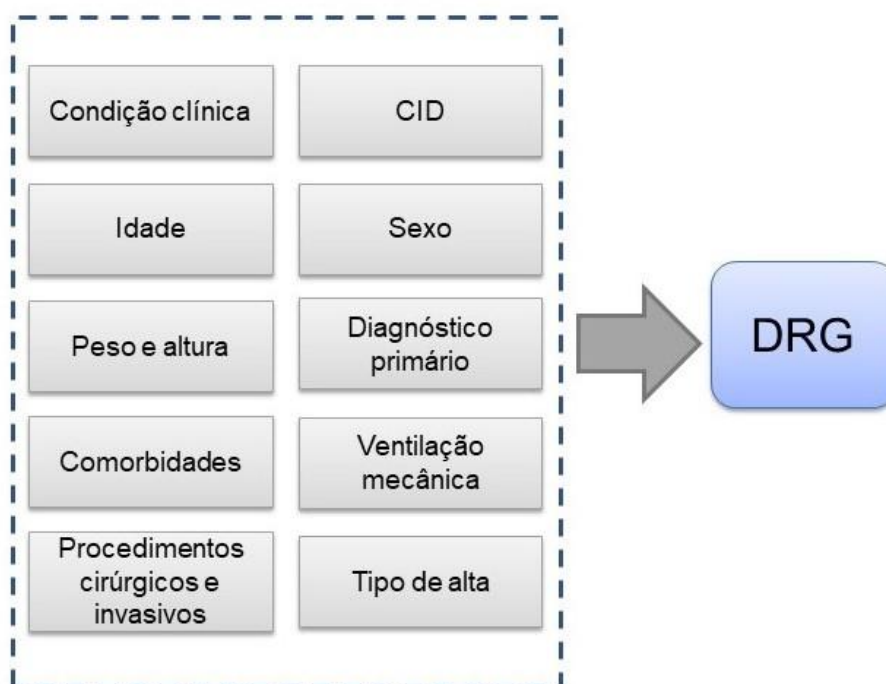 Condição clínica
CID
Idade
Sexo
Peso e altura
Diagnóstico
primário
DRG
Comorbidades
Ventilação
mecânica
Procedimentos
cirúrgicos e
invasivos
Tipo de alta